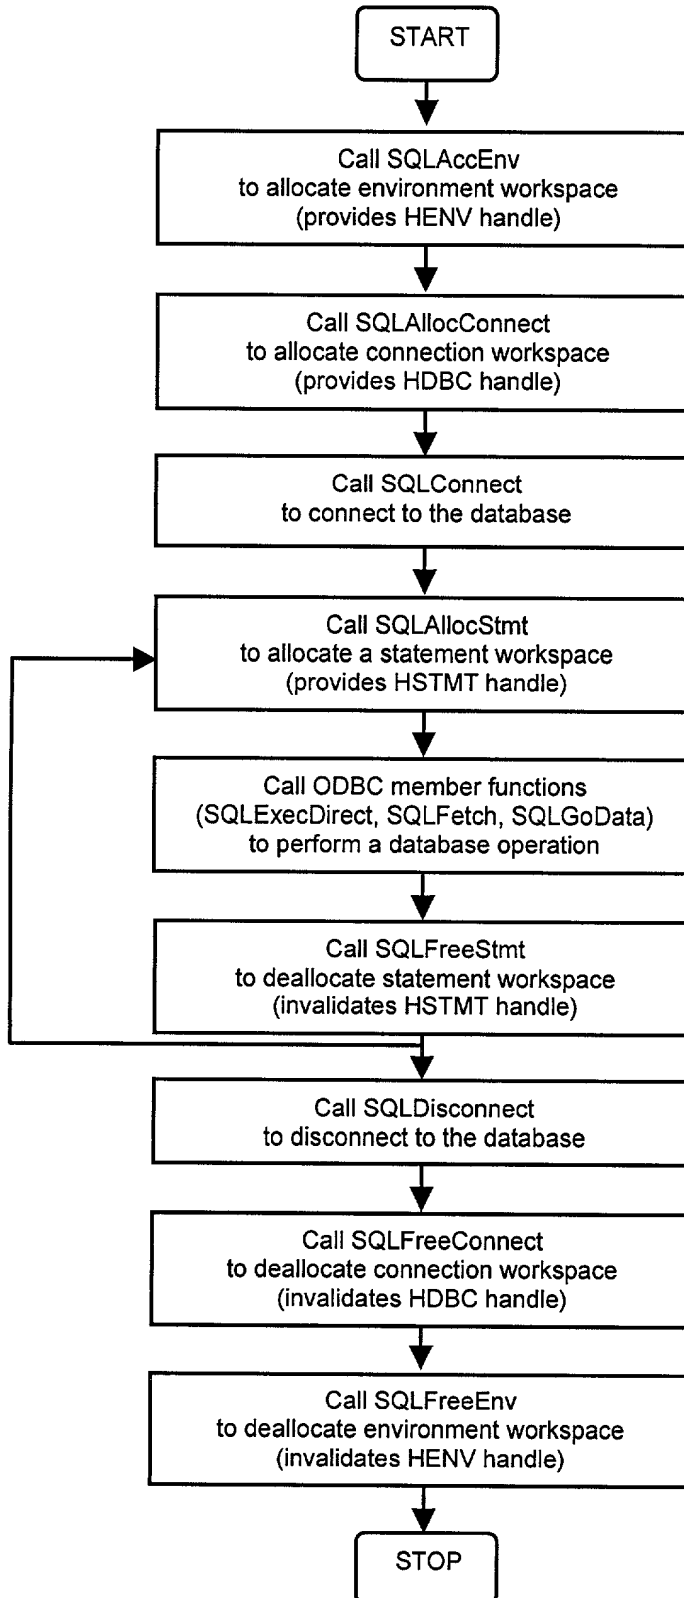 START
Call SQLAccEnv
to allocate environment workspace
(provides HENV handle)
Call SQLAllocConnect
to allocate connection workspace
(provides HDBC handle)
Call SQLConnect
to connect to the database
Call SQLAllocStmt
to allocate a statement workspace
(provides HSTMT handle)
Call ODBC member functions
(SQLExecDirect, SQLFetch, SQLGoData)
to perform a database operation
Call SQLFreeStmt
to deallocate statement workspace
(invalidates HSTMT handle)
Call SQLDisconnect
to disconnect to the database
Call SQLFreeConnect
to deallocate connection workspace
(invalidates HDBC handle)
Call SQLFreeEnv
to deallocate environment workspace
(invalidates HENV handle)
STOP